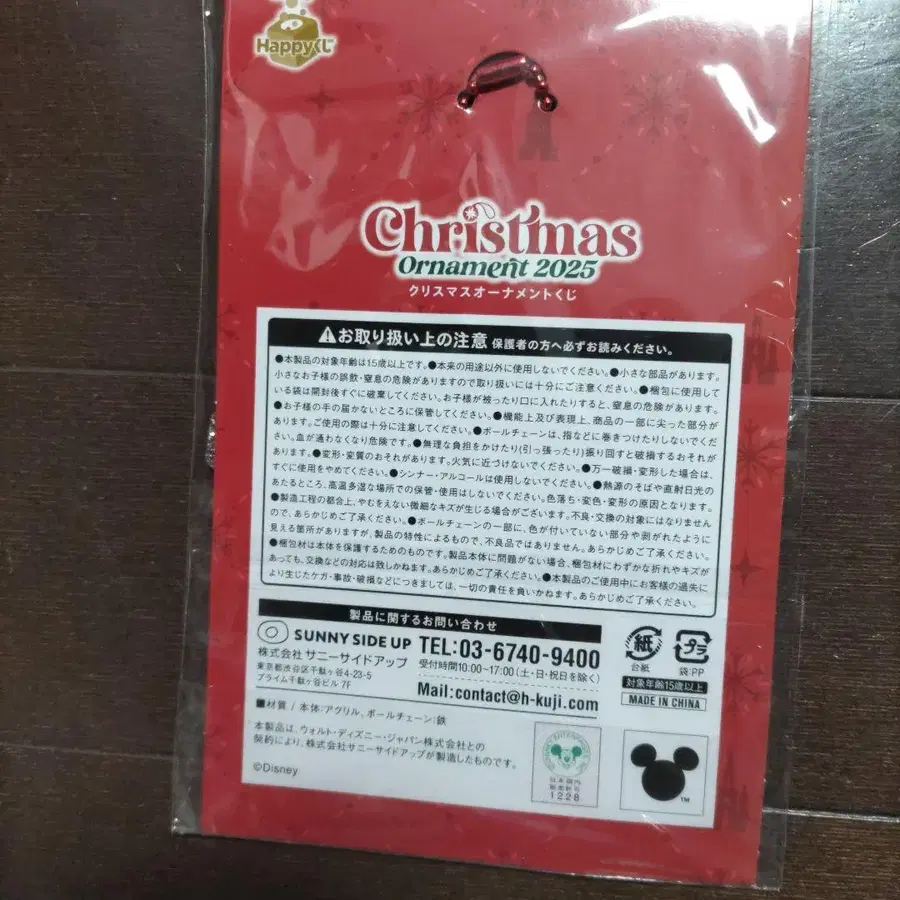 Happyくじ™
Christmas
Ornament 2025
クリスマスオーナメントくじ
⚠お取り扱い上の注意 保護者の方へ必ずお読みください。
●本製品の対象年齢は15歳以上です。●本来の用途以外に使用しないでください。●小さな部品があります。
小さなお子様の誤飲・窒息の危険がありますので取り扱いには十分にご注意ください。●梱包に使用して
いる袋は開封後すぐに破棄してください。お子様が被ったり口に入れたりすると、窒息の危険があります。
●お子様の手の届かないところに保管してください。●機能上及び表現上、商品の一部に尖った部分が
あります。ご使用の際は十分に注意してください。●ボールチェーンは、指などに巻きつけたりしないでくだ
さい。血が通わなくなり危険です。●無理な負担をかけたり(引っ張ったり)振り回すと破損するおそれが
あります。●変形・変質のおそれがあります。火気に近づけないでください。●万一破損・変形した場合は、
すぐに使用をやめてください。●シンナー・アルコールは使用しないでください。●熱源のそばや直射日光の
あたるところ、高温多湿な場所での保管・使用はしないでください。色落ち・変色・変形の原因となります。
●製造工程の都合上、やむをえない微細なキズが生じる場合がございます。不良・交換の対象にはなりません
ので、あらかじめご了承ください。●ボールチェーンの一部に、色が付いていない部分や剥がれたように
見える箇所がありますが、製品の特性によるもので、不良品ではありません。あらかじめご了承ください。
●梱包材は本体を保護するためのものです。製品本体に問題がない場合、梱包材にわずかな折れやキズが
あっても、交換などの対応は致しかねます。あらかじめご了承ください。●本製品のご使用中にお客様の過失に
より生じたケガ・事故・破損などにつきましては、一切の責任を負いかねます。あらかじめご了承ください。
製品に関するお問い合わせ
SUNNY SIDE UP
株式会社 サニーサイドアップ
東京都渋谷区千駄ヶ谷4-23-5
プライム千駄ヶ谷ビル 7F
TEL:03-6740-9400
受付時間10:00~17:00(土・日・祝日を除く)
Mail:contact@h-kuji.com
紙
台紙
プラ
袋:PP
対象年齢15歳以上
MADE IN CHINA
■材質 / 本体:アクリル、ボールチェーン:鉄
本製品は、ウォルト・ディズニー・ジャパン株式会社との
契約により、株式会社サニーサイドアップが製造したものです。
©Disney
日本国内
販売許可
1228
TM